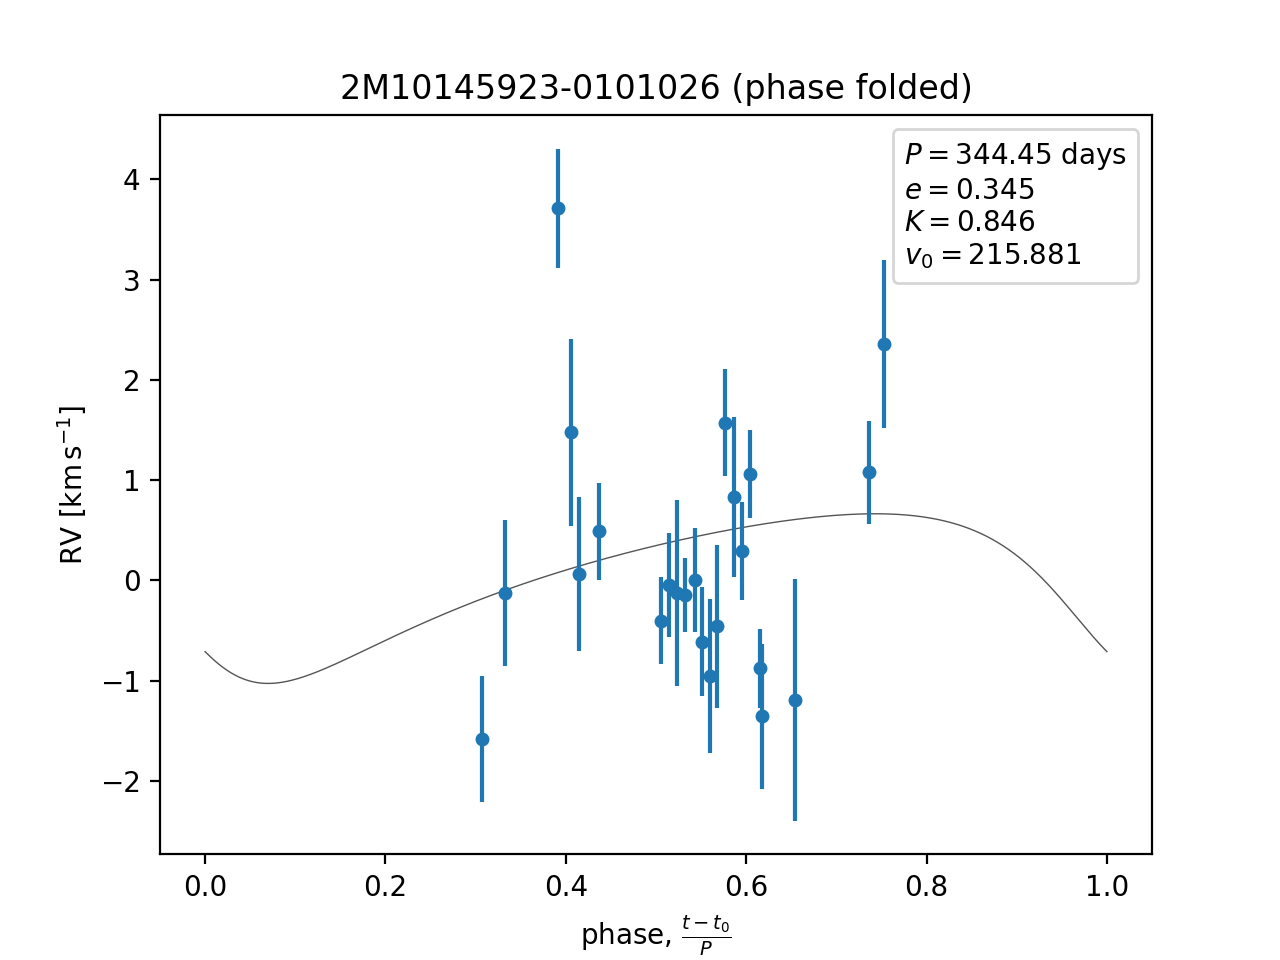 2M10145923-0101026 (phase folded)
P = 344.45 days
e = 0.345
K = 0.846
v₀ = 215.881
RV [km s⁻¹]
4
3
2
1
0
−1
−2
0.0 0.2 0.4 0.6 0.8 1.0
phase, (t − t₀)/P